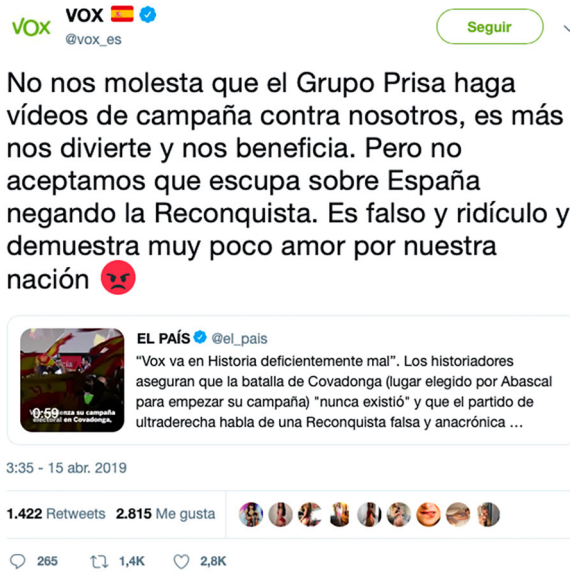 VOX
VOX
@vox_es
Seguir
No nos molesta que el Grupo Prisa haga
vídeos de campaña contra nosotros, es más
nos divierte y nos beneficia. Pero no
aceptamos que escupa sobre España
negando la Reconquista. Es falso y ridículo y
demuestra muy poco amor por nuestra
nación
EL PAÍS @el_pais
“Vox va en Historia deficientemente mal”. Los historiadores
aseguran que la batalla de Covadonga (lugar elegido por Abascal
para empezar su campaña) "nunca existió" y que el partido de
ultraderecha habla de una Reconquista falsa y anacrónica ...
0:59
su campaña
electoral en Covadonga,
3:35 - 15 abr. 2019
1.422 Retweets 2.815 Me gusta
265 1,4K 2,8K